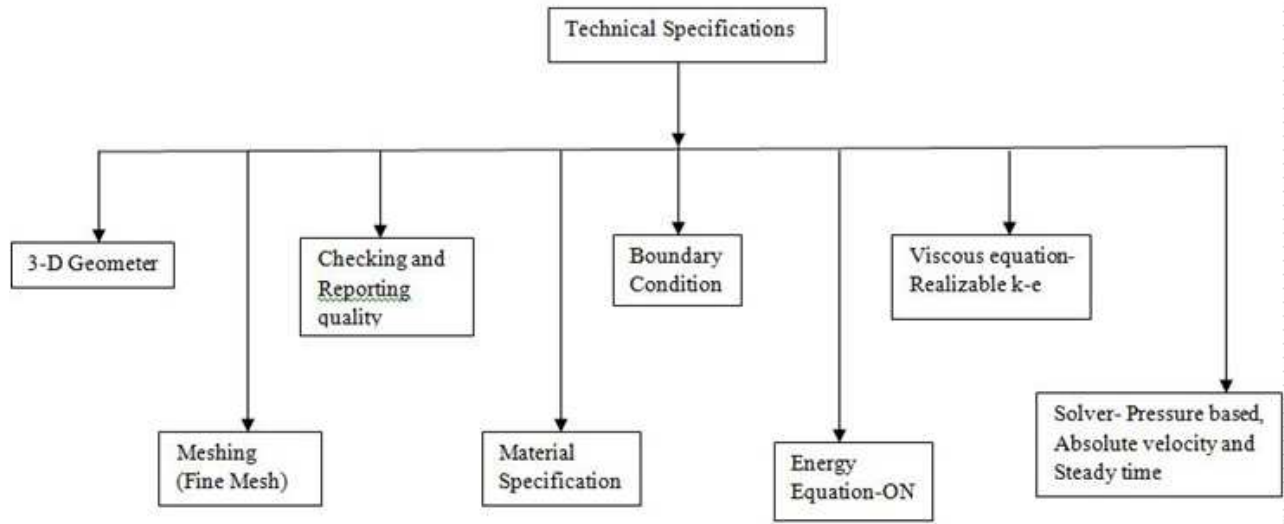 Technical Specifications
3-D Geometer
Checking and
Reporting
quality
Boundary
Condition
Viscous equation-
Realizable k-e
Meshing
(Fine Mesh)
Material
Specification
Energy
Equation-ON
Solver- Pressure based,
Absolute velocity and
Steady time